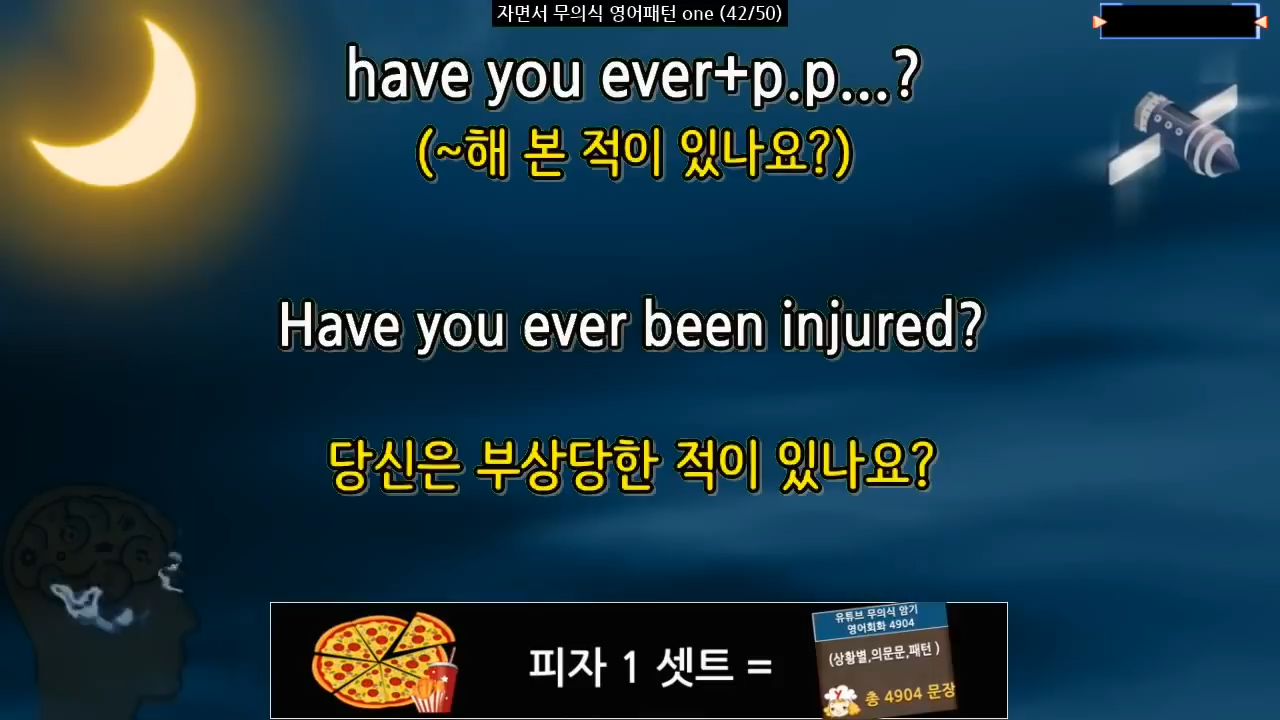 자면서 무의식 영어패턴 one (42/50)
have you ever+p.p...?
(~해 본 적이 있나요?)
Have you ever been injured?
당신은 부상당한 적이 있나요?
피자 1 셋트 =
유튜브 무의식 암기
영어회화 4904
(상황별,의문문,패턴 )
총 4904 문장